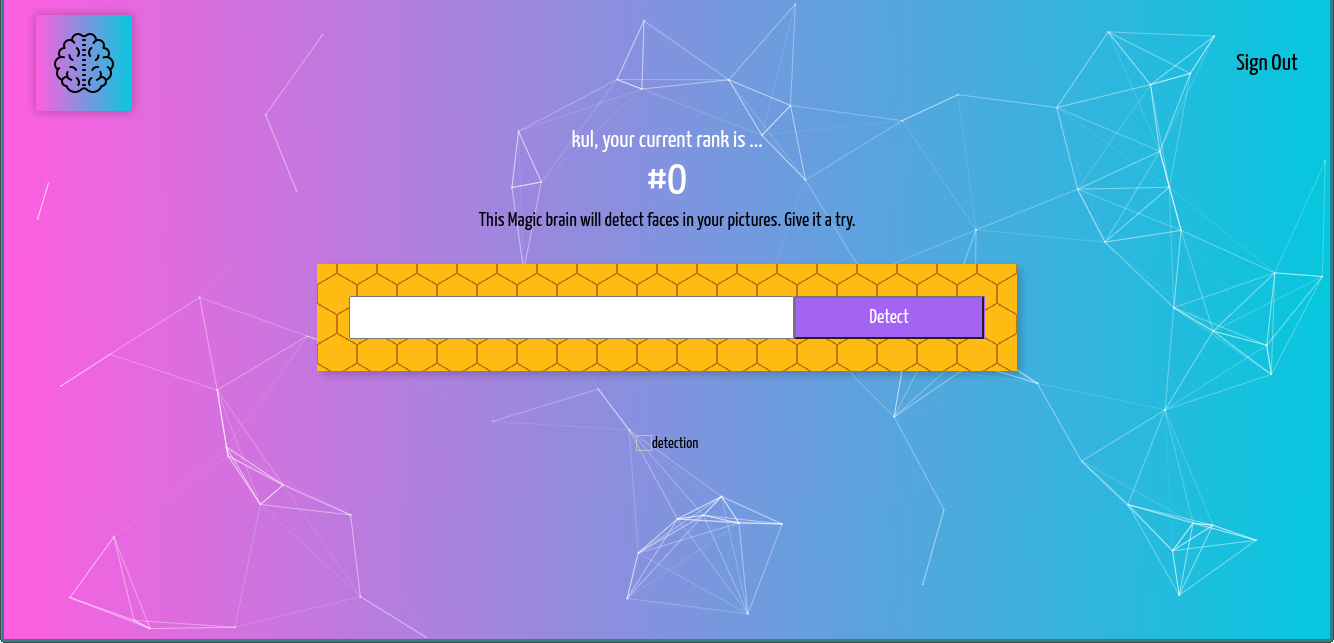 Sign Out
kul, your current rank is ...
#0
This Magic brain will detect faces in your pictures. Give it a try.
Detect
detection